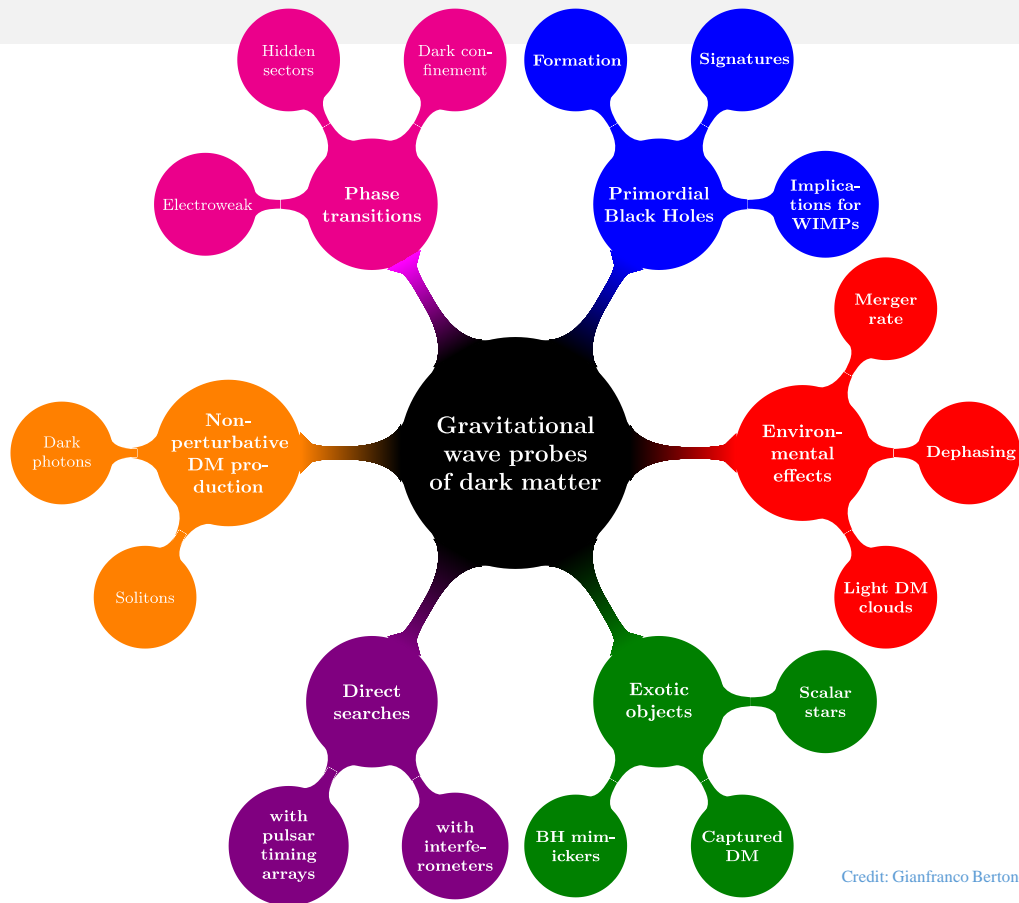 Hidden
sectors
Dark con-
finement
Formation
Signatures
Electroweak
Phase
transitions
Primordial
Black Holes
Implica-
tions for
WIMPs
Merger
rate
Dark
photons
Non-
perturbative
DM pro-
duction
Gravitational
wave probes
of dark matter
Environ-
mental
effects
Dephasing
Solitons
Light DM
clouds
Direct
searches
Exotic
objects
Scalar
stars
with
pulsar
timing
arrays
with
interfe-
rometers
BH mim-
ickers
Captured
DM
Credit: Gianfranco Berton